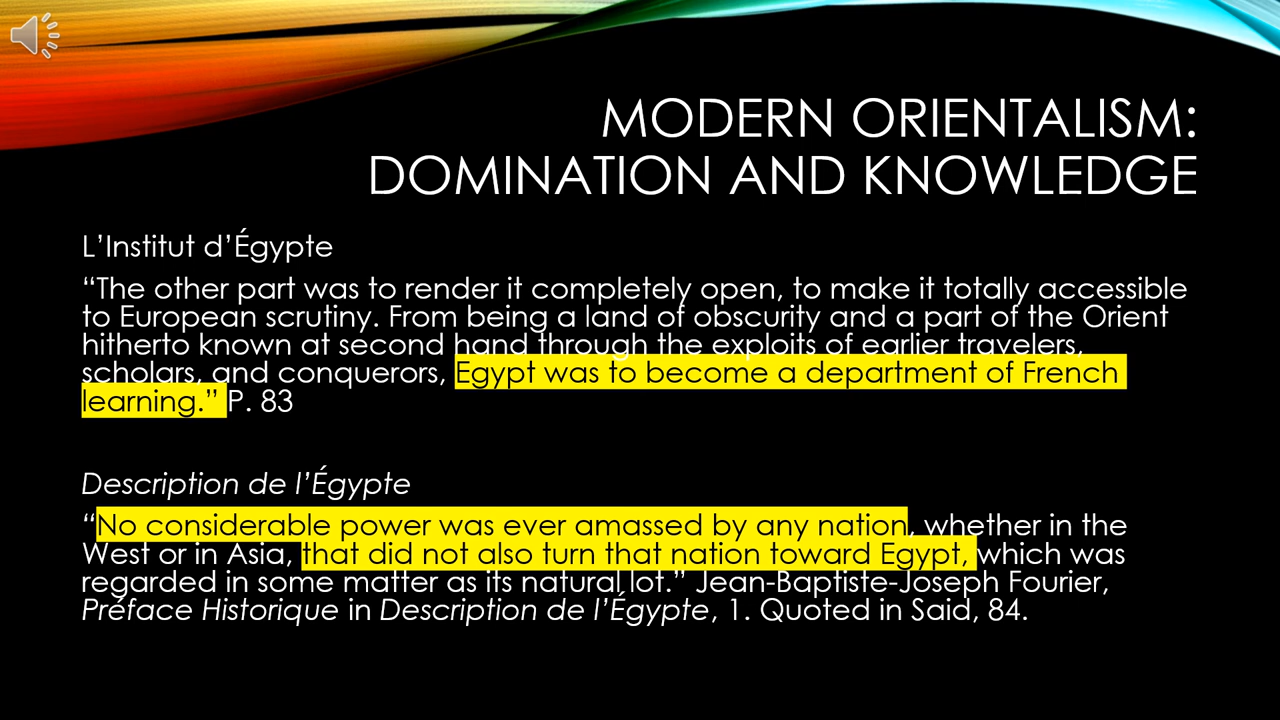 MODERN ORIENTALISM:
DOMINATION AND KNOWLEDGE
L’Institut d’Égypte
“The other part was to render it completely open, to make it totally accessible
to European scrutiny. From being a land of obscurity and a part of the Orient
hitherto known at second hand through the exploits of earlier travelers,
scholars, and conquerors, Egypt was to become a department of French
learning.” P. 83
Description de l’Égypte
“No considerable power was ever amassed by any nation, whether in the
West or in Asia, that did not also turn that nation toward Egypt, which was
regarded in some matter as its natural lot.” Jean-Baptiste-Joseph Fourier,
Préface Historique in Description de l’Égypte, 1. Quoted in Said, 84.